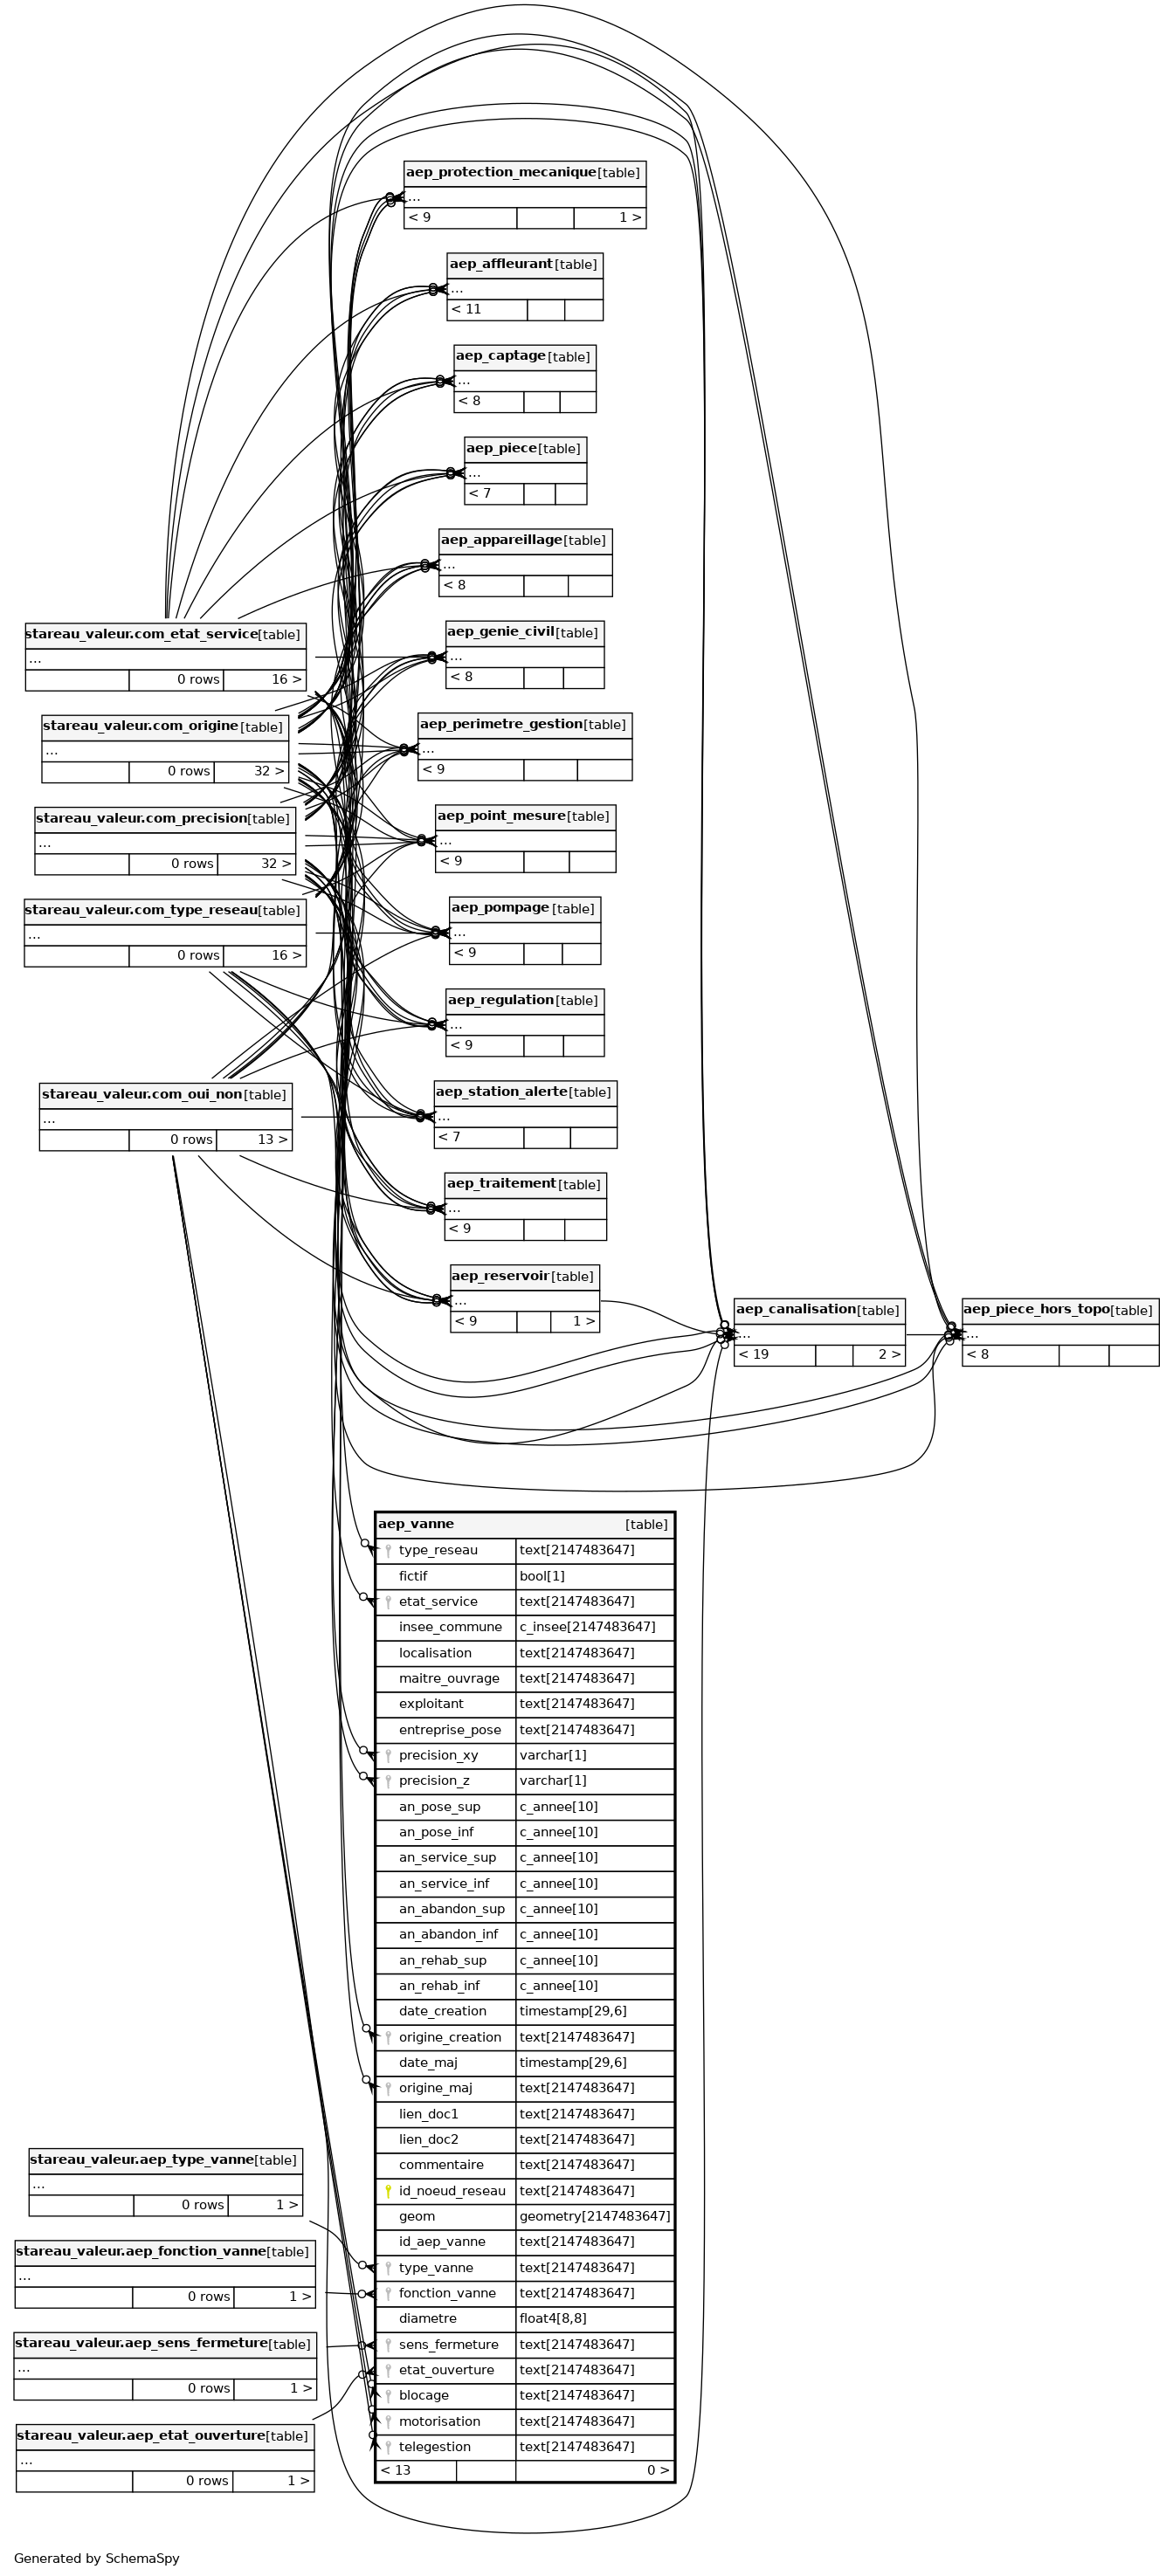 aep_protection_mecanique [table]
...
< 9 1 >
aep_affleurant [table]
...
< 11
aep_captage [table]
...
< 8
aep_piece [table]
...
< 7
aep_appareillage [table]
...
< 8
aep_genie_civil [table]
...
< 8
aep_perimetre_gestion [table]
...
< 9
aep_point_mesure [table]
...
< 9
aep_pompage [table]
...
< 9
aep_regulation [table]
...
< 9
aep_station_alerte [table]
...
< 7
aep_traitement [table]
...
< 9
aep_reservoir [table]
...
< 9 1 >
stareau_valeur.com_etat_service [table]
...
0 rows 16 >
stareau_valeur.com_origine [table]
...
0 rows 32 >
stareau_valeur.com_precision [table]
...
0 rows 32 >
stareau_valeur.com_type_reseau [table]
...
0 rows 16 >
stareau_valeur.com_oui_non [table]
...
0 rows 13 >
aep_canalisation [table]
...
< 19 2 >
aep_piece_hors_topo [table]
...
< 8
aep_vanne [table]
type_reseau text[2147483647]
fictif bool[1]
etat_service text[2147483647]
insee_commune c_insee[2147483647]
localisation text[2147483647]
maitre_ouvrage text[2147483647]
exploitant text[2147483647]
entreprise_pose text[2147483647]
precision_xy varchar[1]
precision_z varchar[1]
an_pose_sup c_annee[10]
an_pose_inf c_annee[10]
an_service_sup c_annee[10]
an_service_inf c_annee[10]
an_abandon_sup c_annee[10]
an_abandon_inf c_annee[10]
an_rehab_sup c_annee[10]
an_rehab_inf c_annee[10]
date_creation timestamp[29,6]
origine_creation text[2147483647]
date_maj timestamp[29,6]
origine_maj text[2147483647]
lien_doc1 text[2147483647]
lien_doc2 text[2147483647]
commentaire text[2147483647]
id_noeud_reseau text[2147483647]
geom geometry[2147483647]
id_aep_vanne text[2147483647]
type_vanne text[2147483647]
fonction_vanne text[2147483647]
diametre float4[8,8]
sens_fermeture text[2147483647]
etat_ouverture text[2147483647]
blocage text[2147483647]
motorisation text[2147483647]
telegestion text[2147483647]
< 13 0 >
stareau_valeur.aep_type_vanne [table]
...
0 rows 1 >
stareau_valeur.aep_fonction_vanne [table]
...
0 rows 1 >
stareau_valeur.aep_sens_fermeture [table]
...
0 rows 1 >
stareau_valeur.aep_etat_ouverture [table]
...
0 rows 1 >
Generated by SchemaSpy